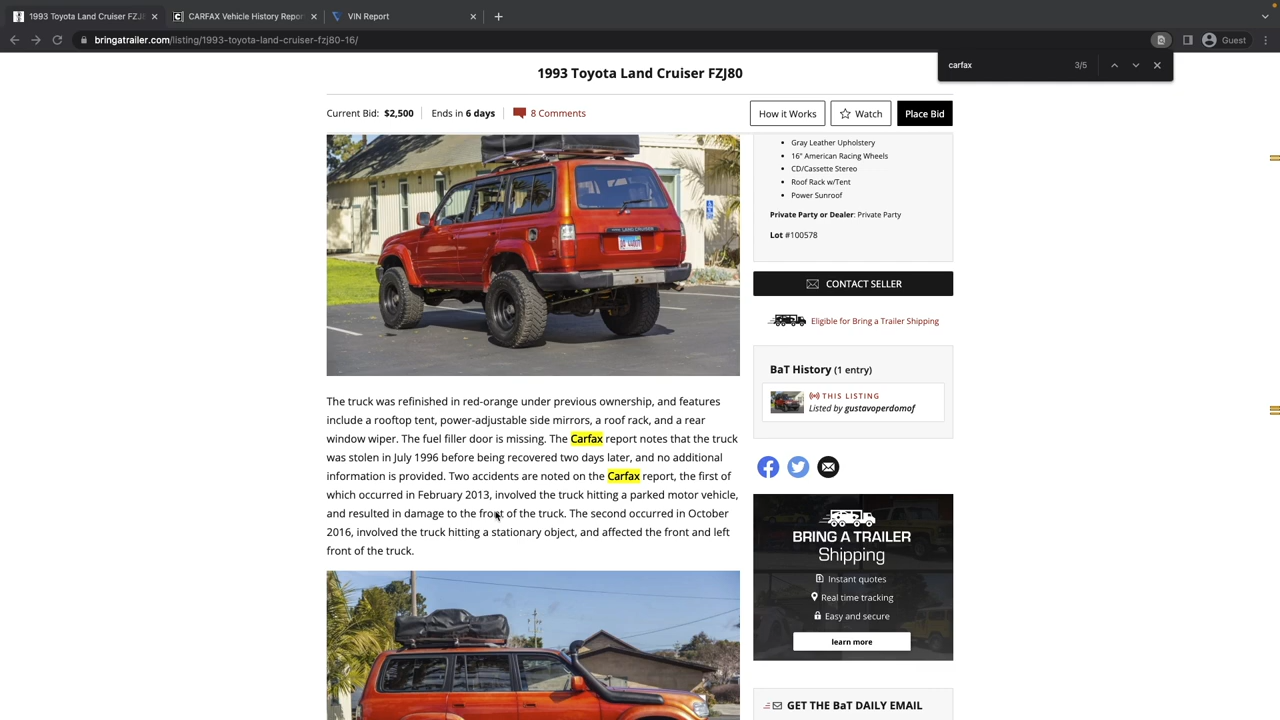 1993 Toyota Land Cruiser FZJ
CARFAX Vehicle History Repor
VIN Report
bringatrailer.com/listing/1993-toyota-land-cruiser-fzj80-16/
Guest
carfax
3/5
1993 Toyota Land Cruiser FZJ80
Current Bid: $2,500
Ends in 6 days
8 Comments
How it Works
Watch
Place Bid
Gray Leather Upholstery
16" American Racing Wheels
CD/Cassette Stereo
Roof Rack w/Tent
Power Sunroof
Private Party or Dealer: Private Party
Lot #100578
CONTACT SELLER
Eligible for Bring a Trailer Shipping
BaT History (1 entry)
THIS LISTING
Listed by gustavoperdomof
The truck was refinished in red-orange under previous ownership, and features
include a rooftop tent, power-adjustable side mirrors, a roof rack, and a rear
window wiper. The fuel filler door is missing. The Carfax report notes that the truck
was stolen in July 1996 before being recovered two days later, and no additional
information is provided. Two accidents are noted on the Carfax report, the first of
which occurred in February 2013, involved the truck hitting a parked motor vehicle,
and resulted in damage to the front of the truck. The second occurred in October
2016, involved the truck hitting a stationary object, and affected the front and left
front of the truck.
BRING A TRAILER
Shipping
Instant quotes
Real time tracking
Easy and secure
learn more
GET THE BaT DAILY EMAIL